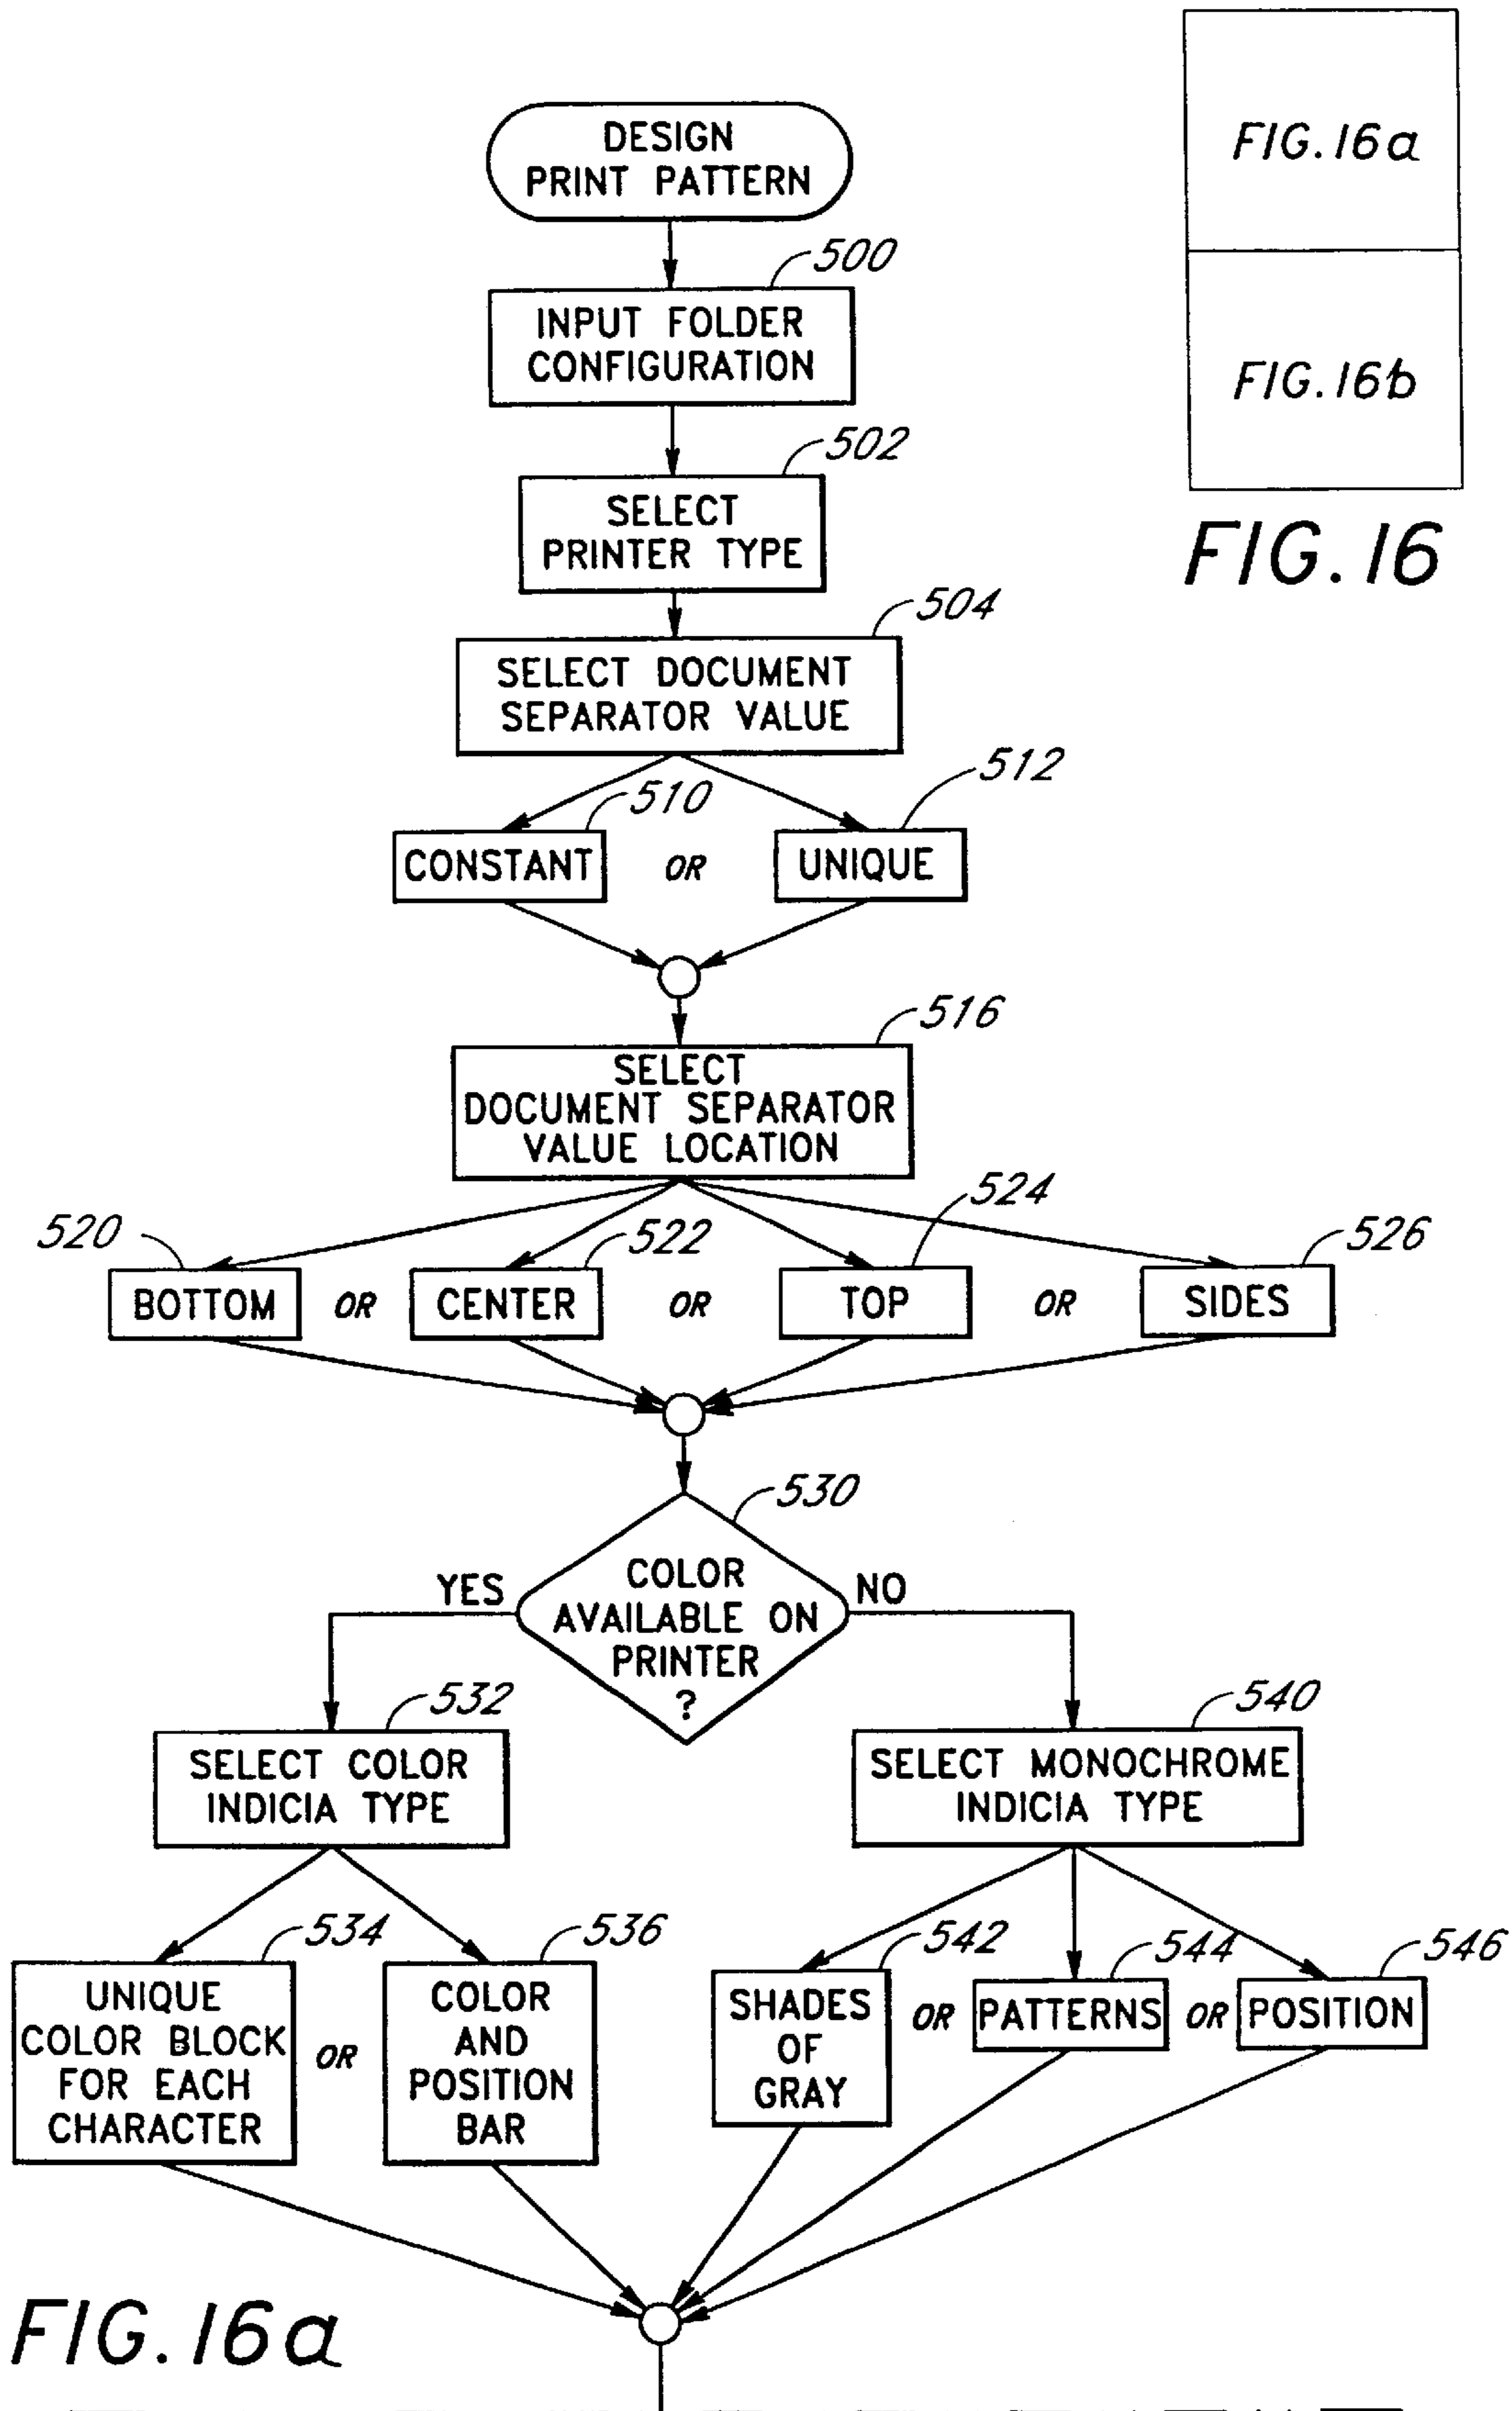 DESIGN
PRINT PATTERN
FIG. 16a
500
INPUT FOLDER
CONFIGURATION
FIG. 16b
502
SELECT
PRINTER TYPE
FIG. 16
504
SELECT DOCUMENT
SEPARATOR VALUE
510
512
CONSTANT OR UNIQUE
516
SELECT
DOCUMENT SEPARATOR
VALUE LOCATION
520
522
524
526
BOTTOM OR CENTER OR TOP OR SIDES
530
COLOR
AVAILABLE ON
PRINTER
?
YES
NO
532
SELECT COLOR
INDICIA TYPE
540
SELECT MONOCHROME
INDICIA TYPE
534
UNIQUE
COLOR BLOCK
FOR EACH
CHARACTER
OR
536
COLOR
AND
POSITION
BAR
542
SHADES
OF
GRAY
OR
544
PATTERNS
OR
546
POSITION
FIG. 16a